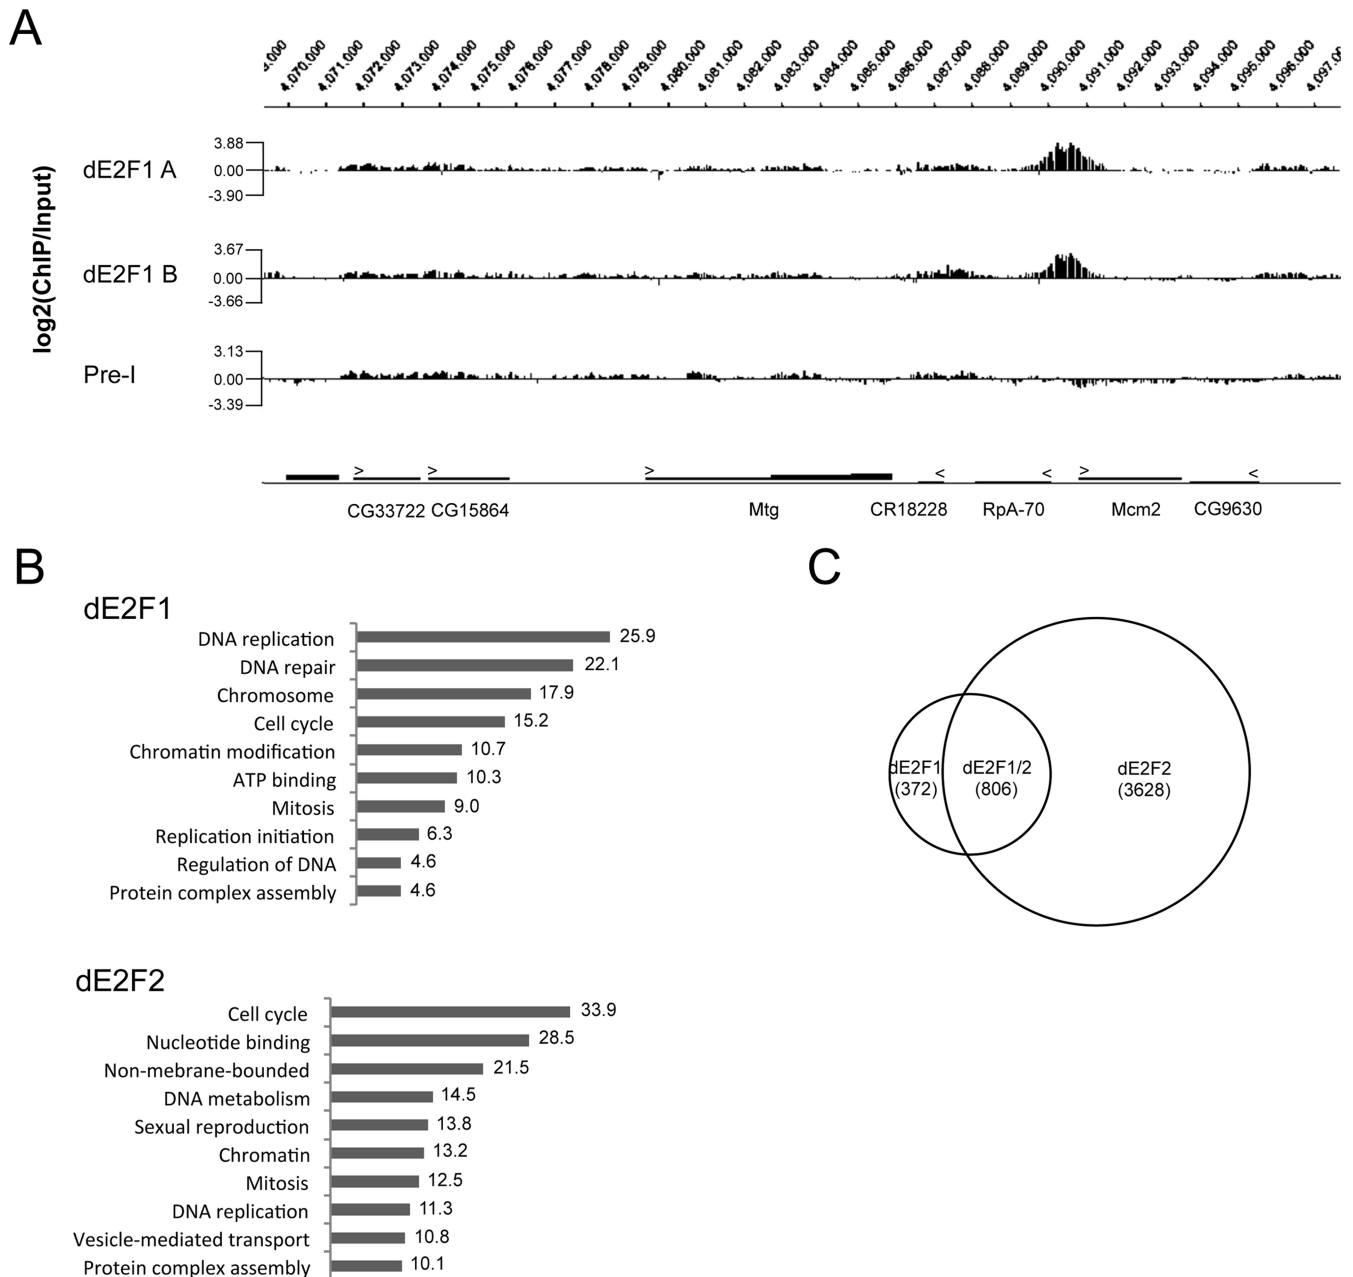 A
4,070,000 4,071,000 4,072,000 4,073,000 4,074,000 4,075,000 4,076,000 4,077,000 4,078,000 4,079,000 4,080,000 4,081,000 4,082,000 4,083,000 4,084,000 4,085,000 4,086,000 4,087,000 4,088,000 4,089,000 4,090,000 4,091,000 4,092,000 4,093,000 4,094,000 4,095,000 4,096,000
log2(ChIP/Input)
dE2F1 A
3.88
0.00
-3.90
dE2F1 B
3.67
0.00
-3.66
Pre-I
3.13
0.00
-3.39
> > > < < > <
CG33722 CG15864 Mtg CR18228 RpA-70 Mcm2 CG9630
B
dE2F1
DNA replication 25.9
DNA repair 22.1
Chromosome 17.9
Cell cycle 15.2
Chromatin modification 10.7
ATP binding 10.3
Mitosis 9.0
Replication initiation 6.3
Regulation of DNA 4.6
Protein complex assembly 4.6
dE2F2
Cell cycle 33.9
Nucleotide binding 28.5
Non-mebrane-bounded 21.5
DNA metabolism 14.5
Sexual reproduction 13.8
Chromatin 13.2
Mitosis 12.5
DNA replication 11.3
Vesicle-mediated transport 10.8
Protein complex assembly 10.1
C
dE2F1 dE2F1/2 dE2F2
(372) (806) (3628)